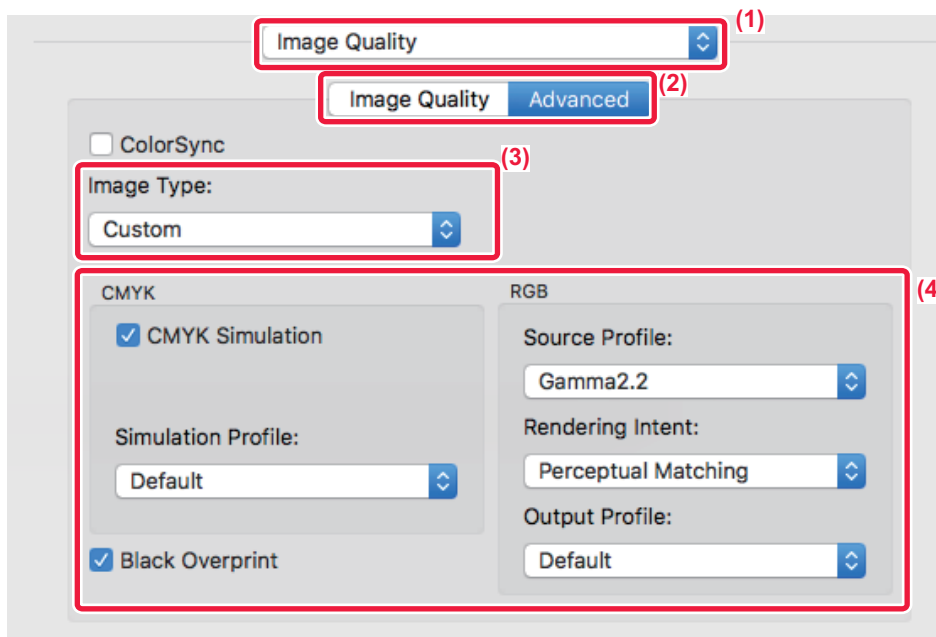 (1)
Image Quality
(2)
Image Quality Advanced
ColorSync
(3)
Image Type:
Custom
(4
CMYK
CMYK Simulation
Simulation Profile:
Default
Black Overprint
RGB
Source Profile:
Gamma2.2
Rendering Intent:
Perceptual Matching
Output Profile:
Default